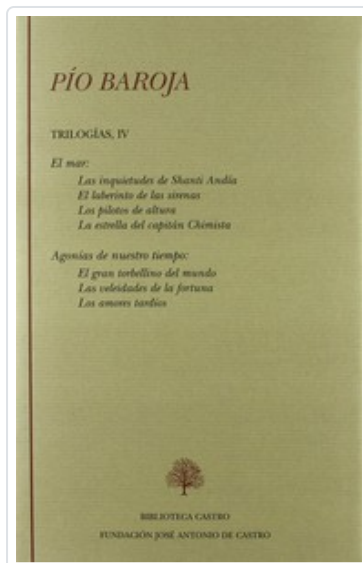 PÍO BAROJA
TRILOGÍAS, IV
El mar:
Las inquietudes de Shanti Andía
El laberinto de las sirenas
Los pilotos de altura
La estrella del capitán Chimista
Agonías de nuestro tiempo:
El gran torbellino del mundo
Las veleidades de la fortuna
Los amores tardíos
BIBLIOTECA CASTRO
FUNDACIÓN JOSÉ ANTONIO DE CASTRO